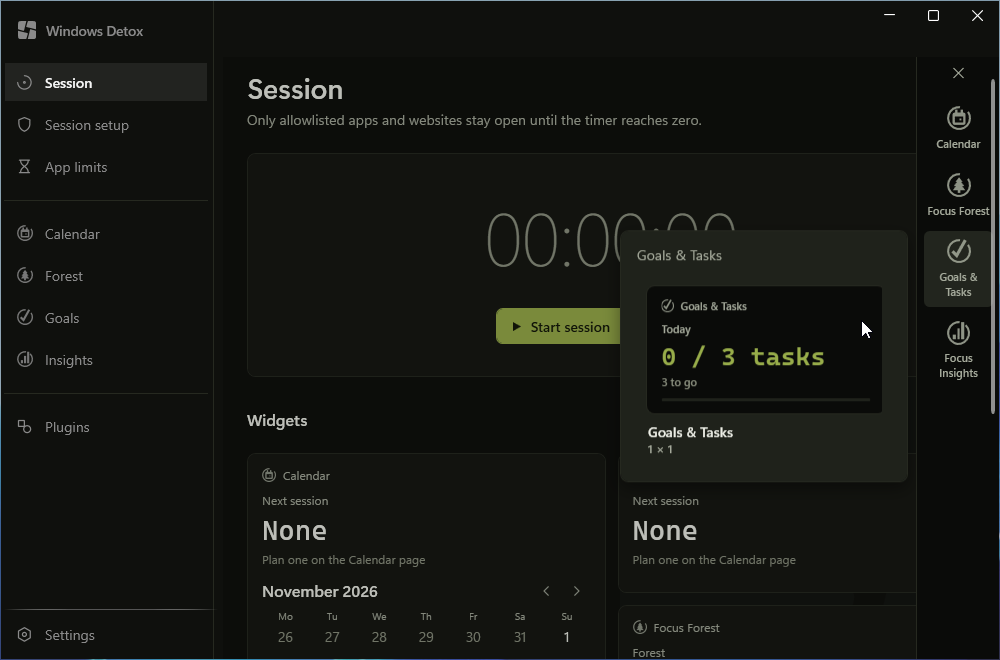 Windows Detox
Session
Session setup
App limits
Calendar
Forest
Goals
Insights
Plugins
Settings
Session
Only allowlisted apps and websites stay open until the timer reaches zero.
00:00:00
Start session
Widgets
Calendar
Next session
None
Plan one on the Calendar page
November 2026
Mo Tu We Th Fr Sa Su
26 27 28 29 30 31 1
Next session
None
Plan one on the Calendar page
Focus Forest
Forest
Goals & Tasks
Goals & Tasks
Today
0 / 3 tasks
3 to go
Goals & Tasks
1 × 1
Calendar
Focus Forest
Goals &
Tasks
Focus
Insights